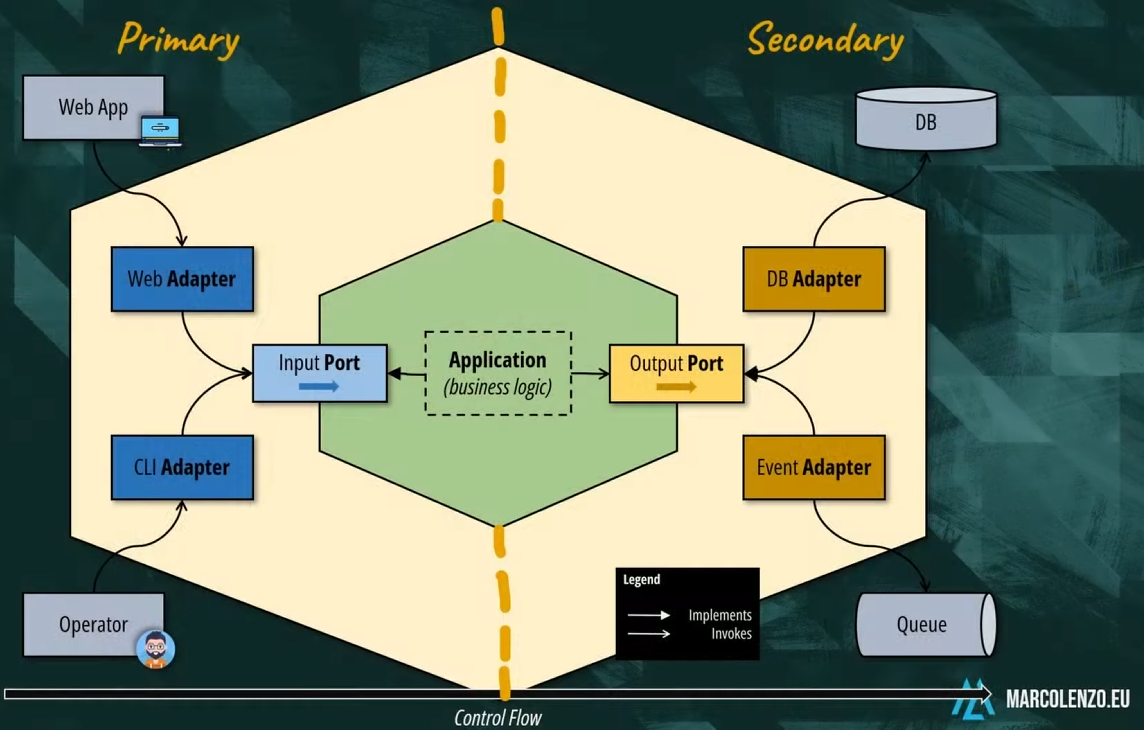 Primary
Secondary
Web App
DB
Web Adapter
DB Adapter
Input Port
Application
(business logic)
Output Port
CLI Adapter
Event Adapter
Legend
Implements
Invokes
Operator
Queue
Control Flow
MARCOLENZO.EU